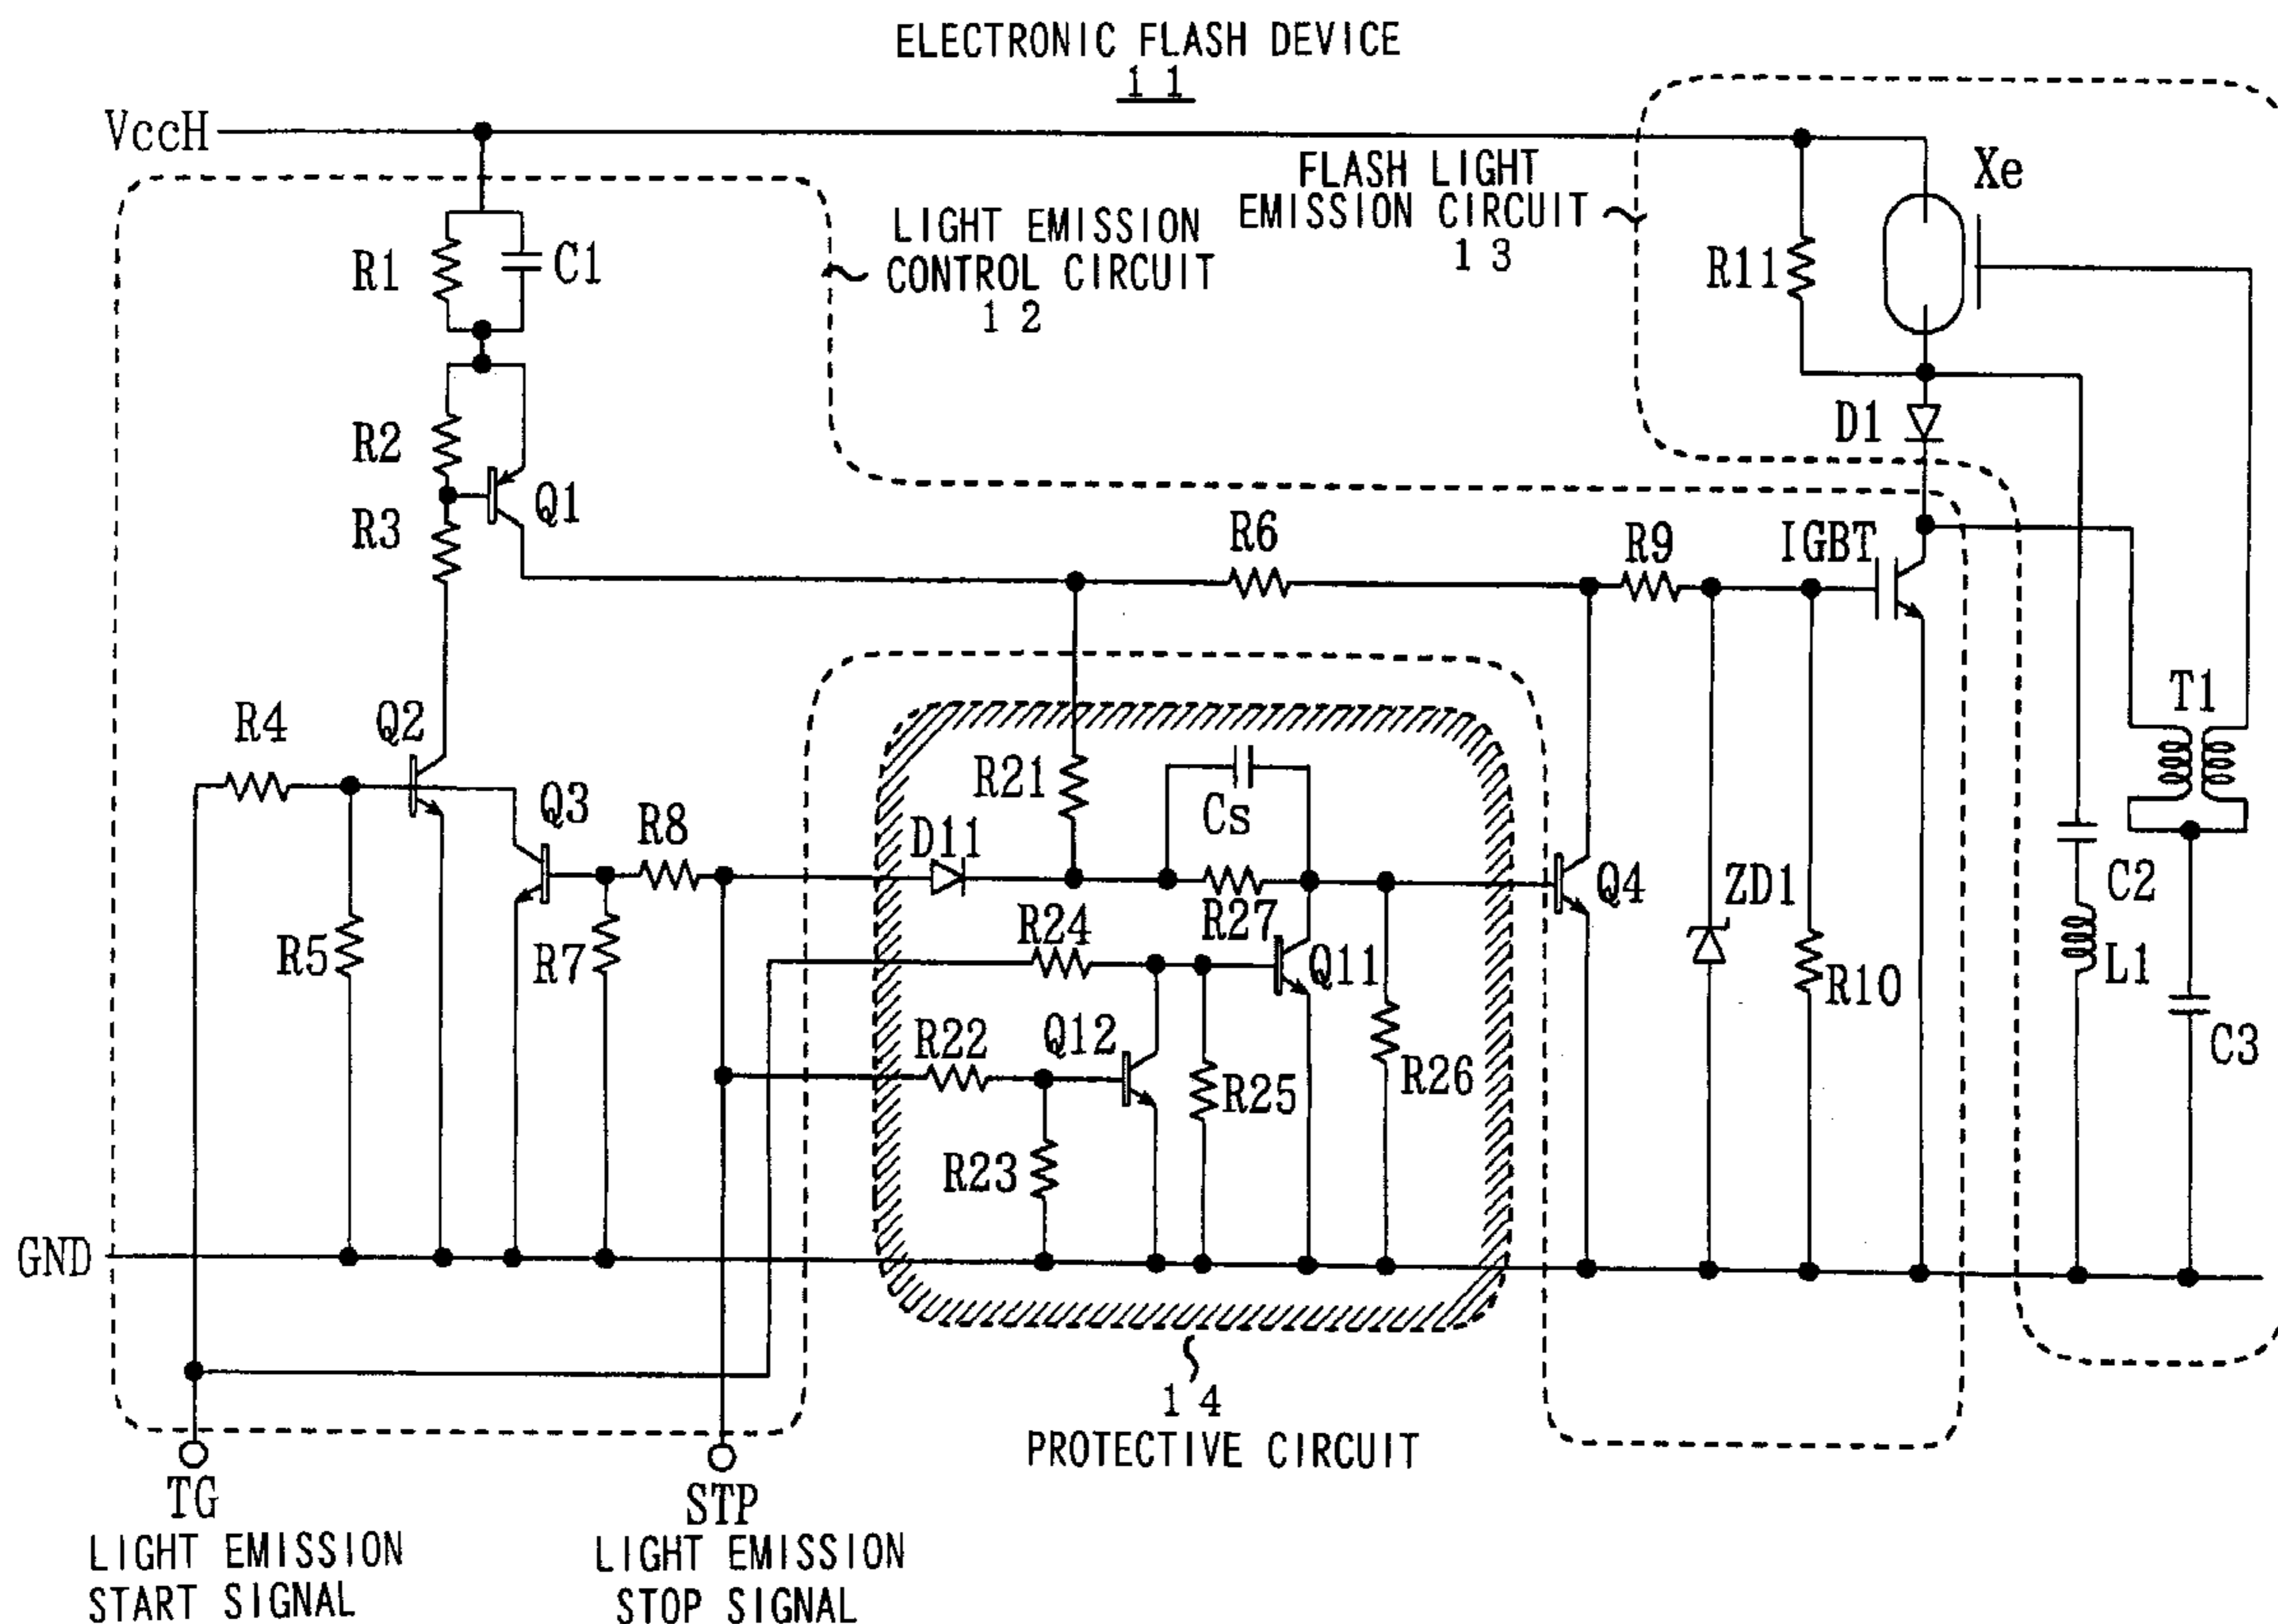 ELECTRONIC FLASH DEVICE
11
VccH
FLASH LIGHT
EMISSION CIRCUIT
13
Xe
LIGHT EMISSION
CONTROL CIRCUIT
12
R1
C1
R11
R2
D1
Q1
R3
R6
R9
IGBT
T1
R4
Q2
R21
Q3
R8
Cs
D11
Q4
ZD1
C2
R24
R27
R5
R7
Q11
L1
R10
R22
Q12
R26
C3
R25
R23
GND
14
PROTECTIVE CIRCUIT
TG
LIGHT EMISSION
START SIGNAL
STP
LIGHT EMISSION
STOP SIGNAL